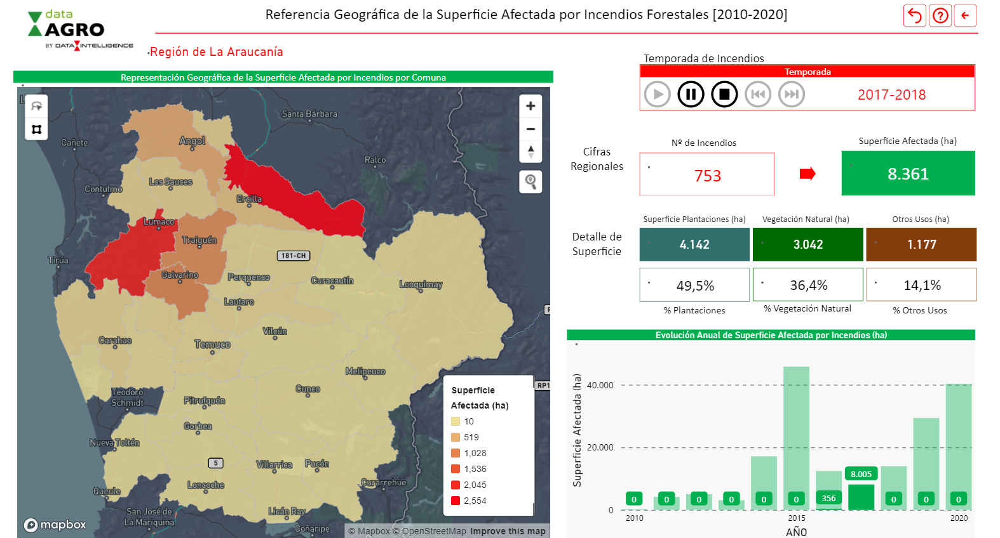 data
AGRO
BY DATA INTELLIGENCE
Referencia Geográfica de la Superficie Afectada por Incendios Forestales [2010-2020]
Región de La Araucanía
Representación Geográfica de la Superficie Afectada por Incendios por Comuna
Santa Bárbara
Cañete
Angol
Ralco
Los Sauces
Contulmo
Ercilla
Lumaco
Traiguén
181-CH
Tirúa
Galvarino
Perquenco
Curacautín
Lonquimay
Lautaro
Vilcún
Carahue
Temuco
Melipeuco
RP1
Teodoro
Schmidt
Cunco
Pitrufquén
Gorbea
Nueva Toltén
5
Villarrica
Pucón
Loncoche
Curarrehue
Queule
San José de
La Mariquina
Licán Ray
Coñaripe
Superficie
Afectada (ha)
10
519
1,028
1,536
2,045
2,554
mapbox
© Mapbox © OpenStreetMap Improve this map
Temporada de Incendios
Temporada
2017-2018
Cifras
Regionales
Nº de Incendios
753
Superficie Afectada (ha)
8.361
Detalle de
Superficie
Superficie Plantaciones (ha)
Vegetación Natural (ha)
Otros Usos (ha)
4.142
3.042
1.177
49,5%
36,4%
14,1%
% Plantaciones
% Vegetación Natural
% Otros Usos
Evolución Anual de Superficie Afectada por Incendios (ha)
Superficie Afectada (ha)
40.000
20.000
0
0
0
0
0
0
0
356
8.005
0
0
0
2010
2015
2020
AÑO